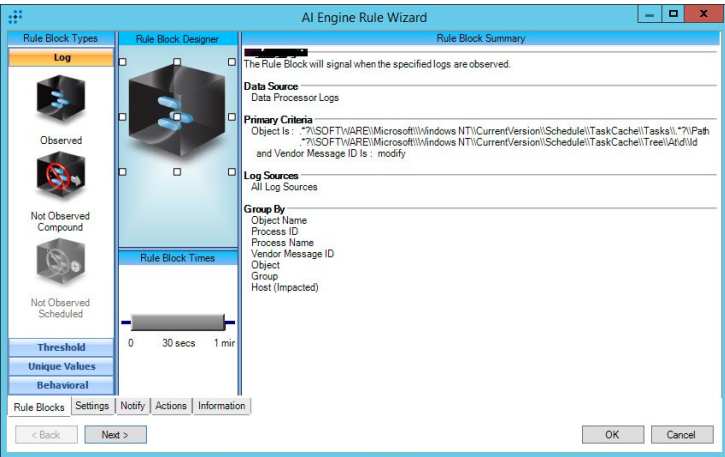 AI Engine Rule Wizard
Rule Block Types
Log
Observed
Not Observed
Compound
Not Observed
Scheduled
Threshold
Unique Values
Behavioral
Rule Block Designer
Rule Block Times
0 30 secs 1 mir
Rule Block Summary
The Rule Block will signal when the specified logs are observed.
Data Source
Data Processor Logs
Primary Criteria
Object Is : .*?\\SOFTWARE\\Microsoft\\Windows NT\\CurrentVersion\\Schedule\\TaskCache\\Tasks\\.*?\\Path
.*?\\SOFTWARE\\Microsoft\\Windows NT\\CurrentVersion\\Schedule\\TaskCache\\Tree\\At\d\\Id
and Vendor Message ID Is : modify
Log Sources
All Log Sources
Group By
Object Name
Process ID
Process Name
Vendor Message ID
Object
Group
Host (Impacted)
Rule Blocks Settings Notify Actions Information
< Back Next > OK Cancel